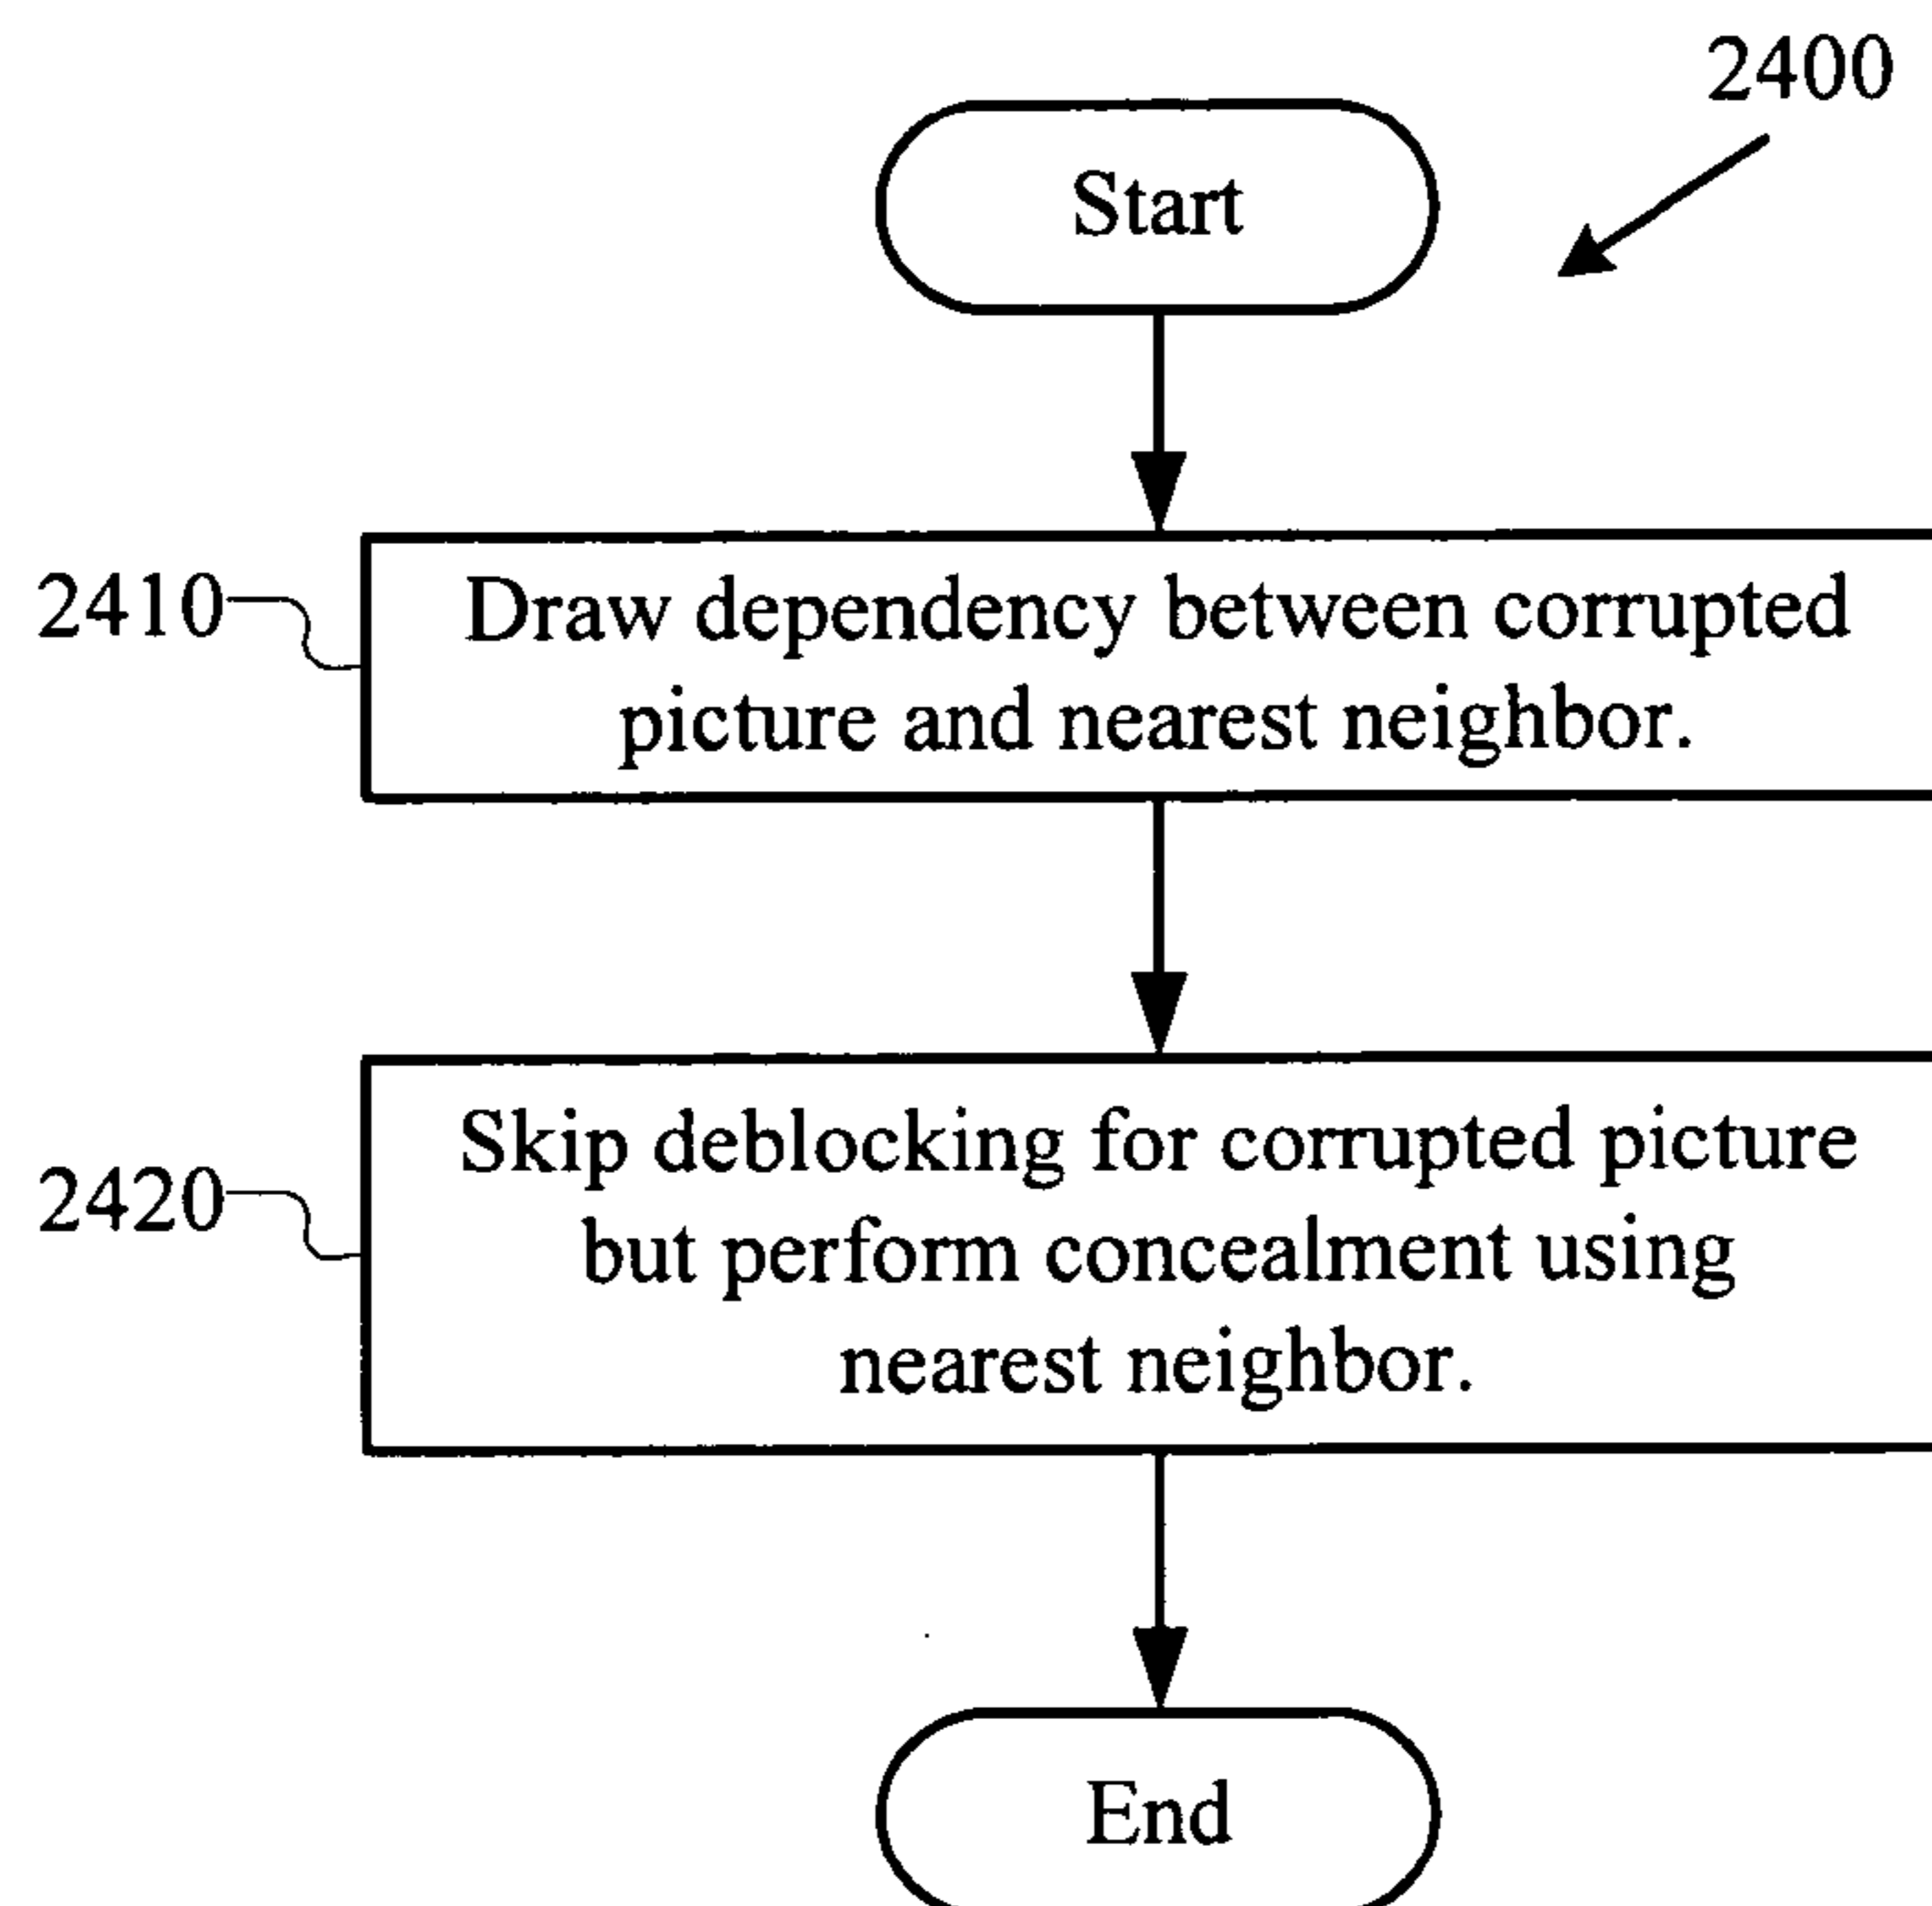 2400
Start
2410
Draw dependency between corrupted
picture and nearest neighbor.
2420
Skip deblocking for corrupted picture
but perform concealment using
nearest neighbor.
End